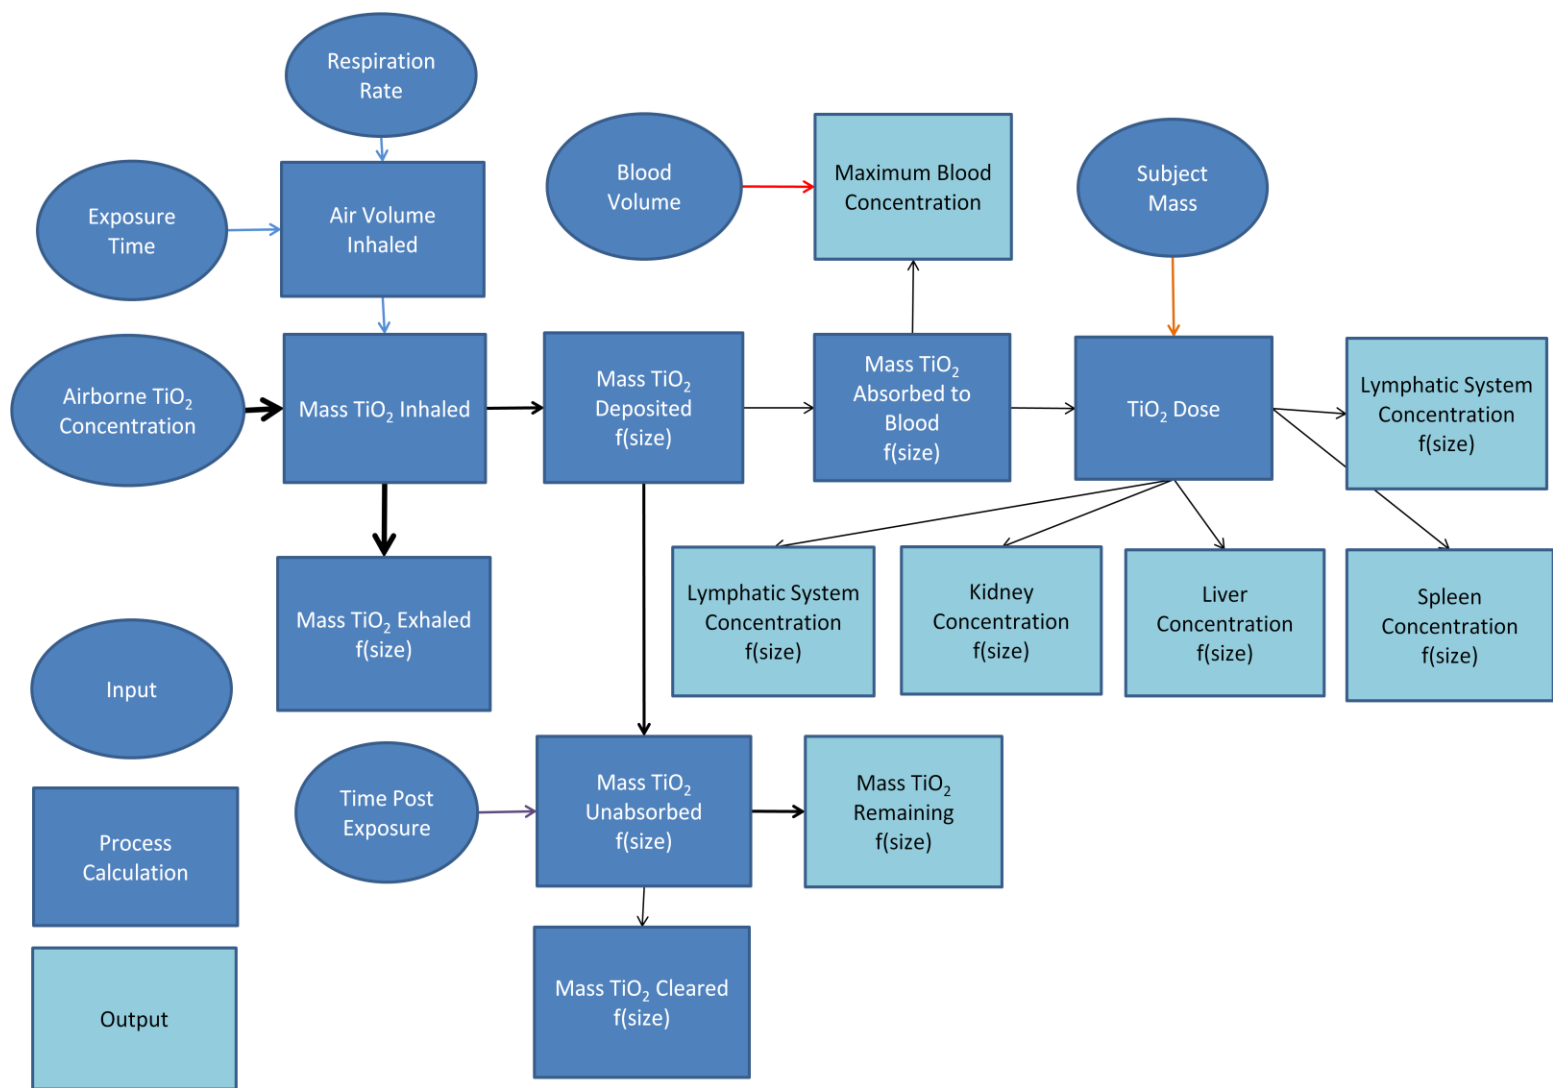 Respiration
Rate
Blood
Volume
Maximum Blood
Concentration
Subject
Mass
Exposure
Time
Air Volume
Inhaled
Airborne TiO₂
Concentration
Mass TiO₂ Inhaled
Mass TiO₂
Deposited
f(size)
Mass TiO₂
Absorbed to
Blood
f(size)
TiO₂ Dose
Lymphatic System
Concentration
f(size)
Mass TiO₂ Exhaled
f(size)
Lymphatic System
Concentration
f(size)
Kidney
Concentration
f(size)
Liver
Concentration
f(size)
Spleen
Concentration
f(size)
Input
Time Post
Exposure
Mass TiO₂
Unabsorbed
f(size)
Mass TiO₂
Remaining
f(size)
Process
Calculation
Mass TiO₂ Cleared
f(size)
Output